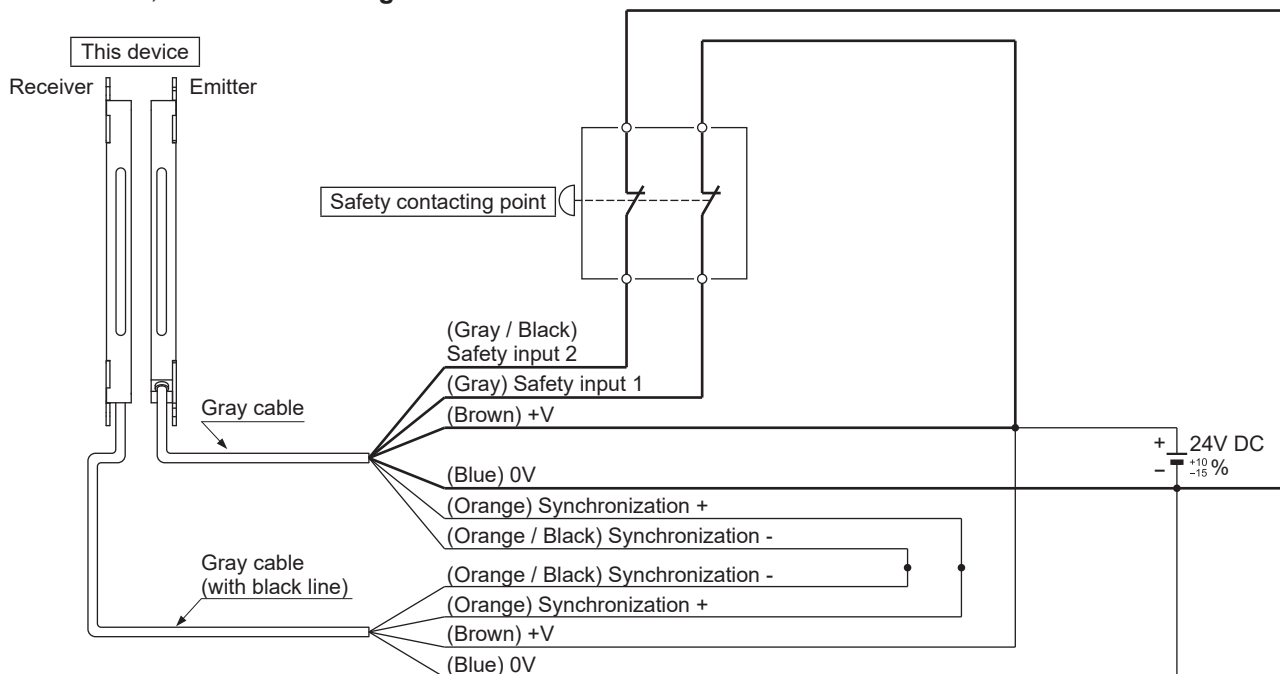 This device
Receiver
Emitter
Safety contacting point
(Gray / Black)
Safety input 2
(Gray) Safety input 1
(Brown) +V
Gray cable
+ 24V DC
– +10 –15 %
(Blue) 0V
(Orange) Synchronization +
(Orange / Black) Synchronization -
Gray cable
(with black line)
(Orange / Black) Synchronization -
(Orange) Synchronization +
(Brown) +V
(Blue) 0V